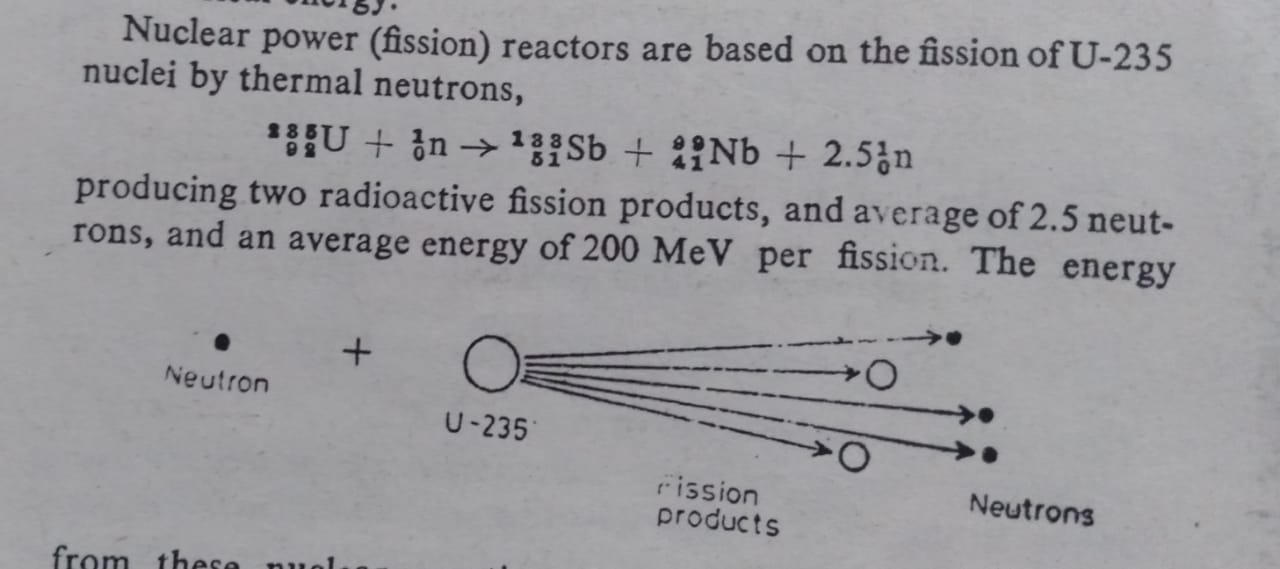 Nuclear power (fission) reactors are based on the fission of U-235
nuclei by thermal neutrons,
²³⁵₉₂U + ¹₀n → ¹³³₅₁Sb + ⁹⁹₄₁Nb + 2.5¹₀n
producing two radioactive fission products, and average of 2.5 neut-
rons, and an average energy of 200 MeV per fission. The energy
+
Neutron
U-235
Fission
products
Neutrons
from these